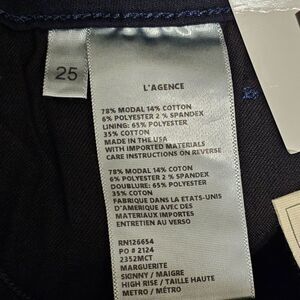 25
L'AGENCE
78% MODAL 14% COTTON
6% POLYESTER 2 % SPANDEX
LINING: 65% POLYESTER
35% COTTON
MADE IN THE USA
WITH IMPORTED MATERIALS
CARE INSTRUCTIONS ON REVERSE
78% MODAL 14% COTTON
6% POLYESTER 2 % SPANDEX
DOUBLURE: 65% POLYESTER
35% COTON
FABRIQUE DANS LA ETATS-UNIS
D'AMERIQUE AVEC DES
MATERIAUX IMPORTES
ENTRETIEN AU VERSO
RN126654
PO # 2124
2352MCT
MARGUERITE
SKINNY / MAIGRE
HIGH RISE / TAILLE HAUTE
METRO / MÉTRO